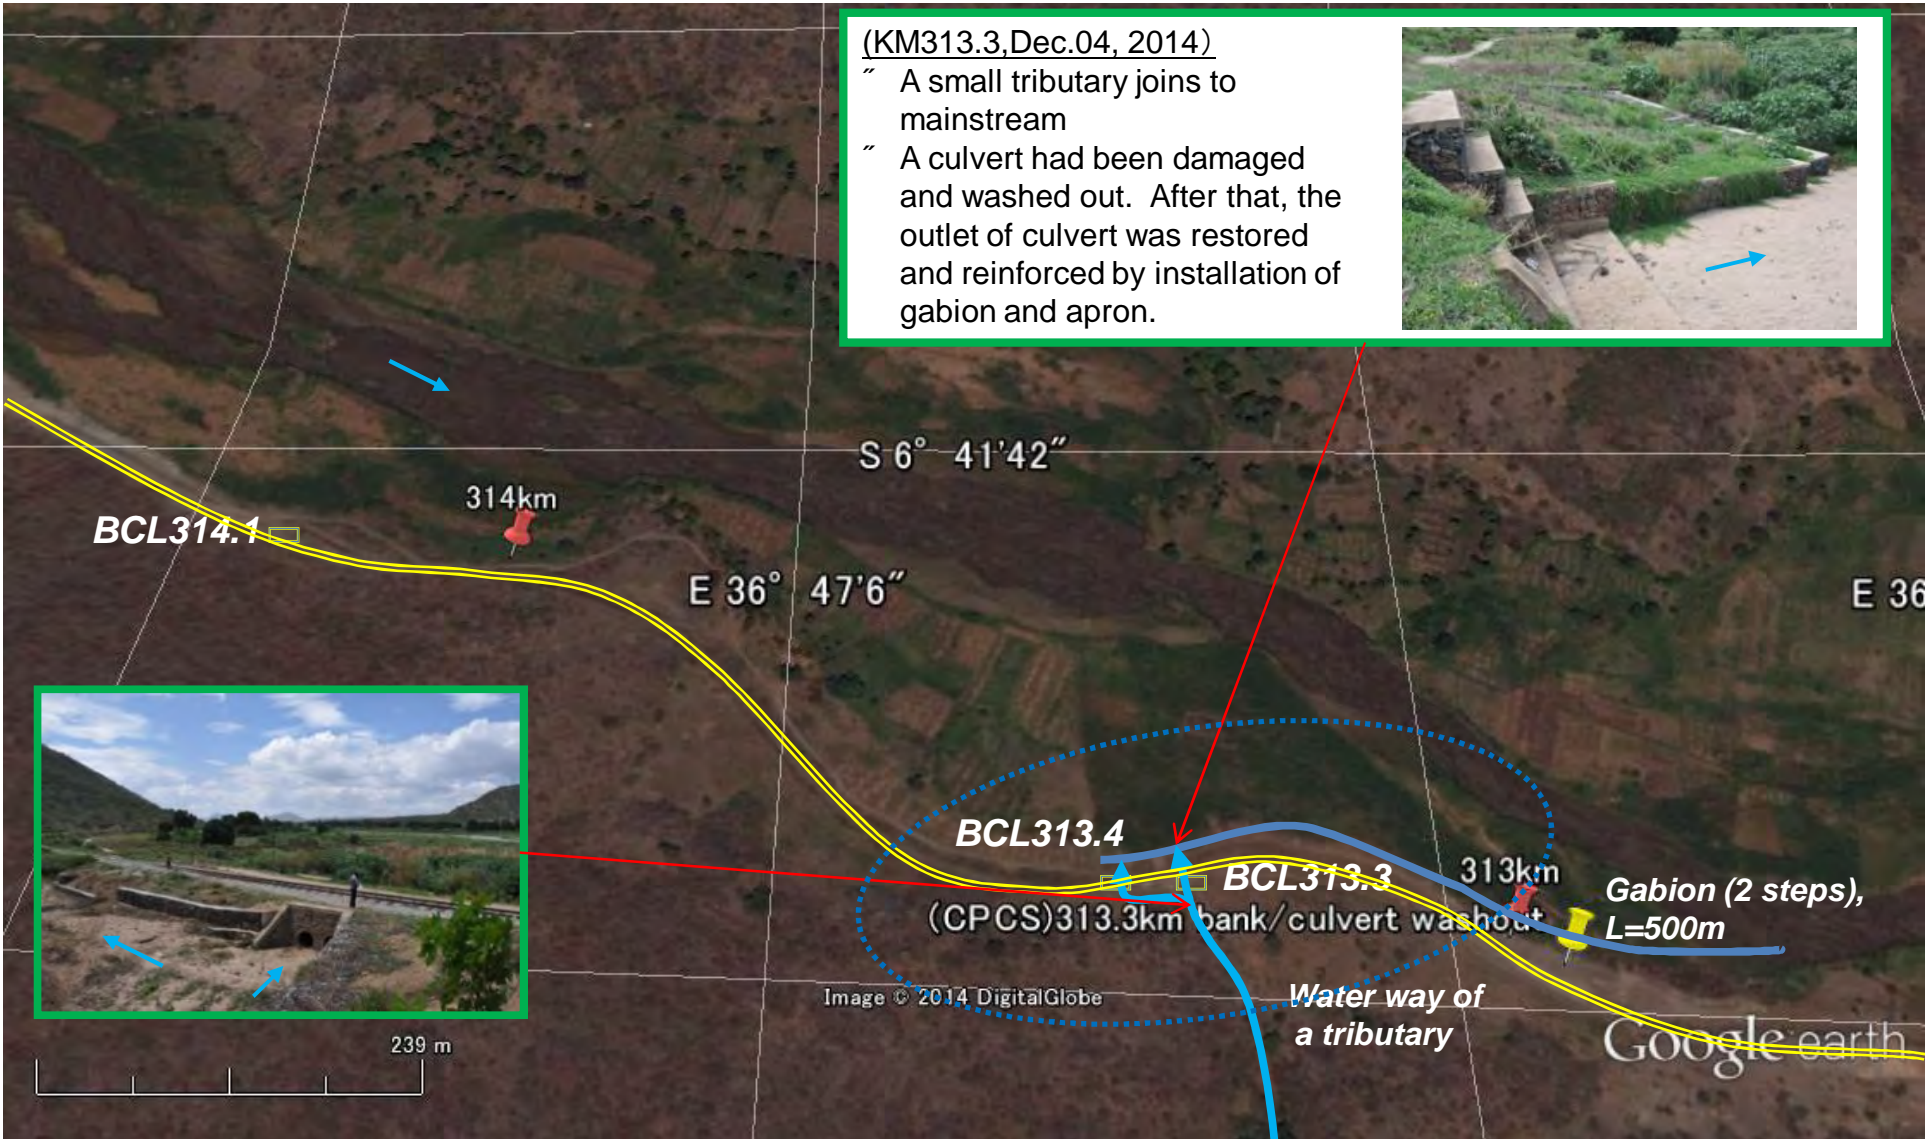 (KM313.3,Dec.04, 2014）
˝ A small tributary joins to
mainstream
˝ A culvert had been damaged
and washed out. After that, the
outlet of culvert was restored
and reinforced by installation of
gabion and apron.
S 6° 41'42″
314km
BCL314.1
E 36° 47'6″
E 36
BCL313.4
BCL313.3
313km
(CPCS)313.3km bank/culvert washout
Gabion (2 steps),
L=500m
Image © 2014 DigitalGlobe
Water way of
a tributary
Google earth
239 m